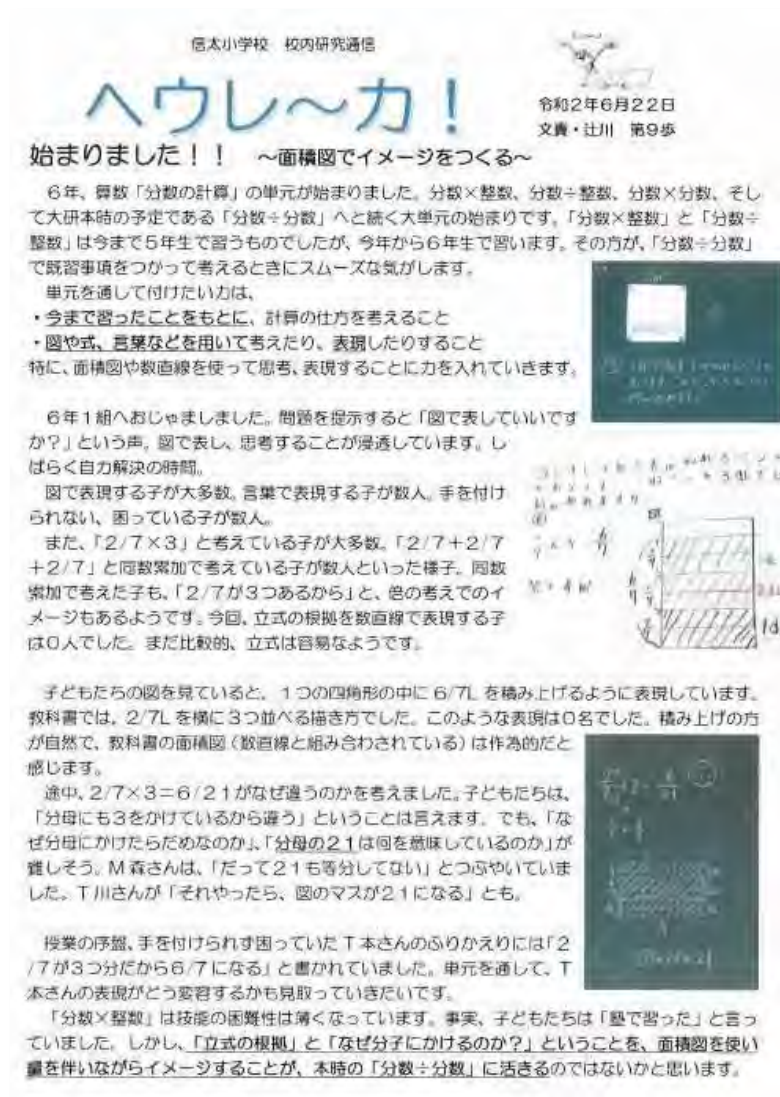 信太小学校 校内研究通信
ヘウレ～カ！
令和2年6月22日
文責・辻川 第9歩
始まりました！！ ～面積図でイメージをつくる～
6年、算数「分数の計算」の単元が始まりました。分数×整数、分数÷整数、分数×分数、そし
て大研本時の予定である「分数÷分数」へと続く大単元の始まりです。「分数×整数」と「分数÷
整数」は今まで5年生で習うものでしたが、今年から6年生で習います。その方が、「分数÷分数」
で既習事項をつかって考えるときにスムーズな気がします。
単元を通して付けたい力は、
・今まで習ったことをもとに、計算の仕方を考えること
・図や式、言葉などを用いて考えたり、表現したりすること
特に、面積図や数直線を使って思考、表現することに力を入れていきます。
6年1組へおじゃましました。問題を提示すると「図で表していいです
か？」という声。図で表し、思考することが浸透しています。し
ばらく自力解決の時間。
図で表現する子が大多数。言葉で表現する子が数人。手を付け
られない、困っている子が数人。
また、「2/7×3」と考えている子が大多数。「2/7＋2/7
＋2/7」と同数累加で考えている子が数人といった様子。同数
累加で考えた子も、「2/7が3つあるから」と、倍の考えでのイ
メージもあるようです。今回、立式の根拠を数直線で表現する子
は0人でした。まだ比較的、立式は容易なようです。
子どもたちの図を見ていると、1つの四角形の中に6/7Lを積み上げるように表現しています。
教科書では、2/7Lを横に3つ並べる描き方でした。このような表現は0名でした。積み上げの方
が自然で、教科書の面積図（数直線と組み合わされている）は作為的だと
感じます。
途中、2/7×3＝6/21がなぜ違うのかを考えました。子どもたちは、
「分母にも3をかけているから違う」ということは言えます。でも、「な
ぜ分母にかけたらだめなのか」、「分母の21は何を意味しているのか」が
難しそう。M森さんは、「だって21も等分してない」とつぶやいていま
した。T川さんが「それやったら、図のマスが21になる」とも。
授業の序盤、手を付けられず困っていたT本さんのふりかえりには「2
/7が3つ分だから6/7になる」と書かれていました。単元を通して、T
本さんの表現がどう変容するかも見取っていきたいです。
「分数×整数」は技能の困難性は薄くなっています。事実、子どもたちは「塾で習った」と言っ
ていました。しかし、「立式の根拠」と「なぜ分子にかけるのか？」ということを、面積図を使い
量を伴いながらイメージすることが、本時の「分数÷分数」に活きるのではないかと思います。